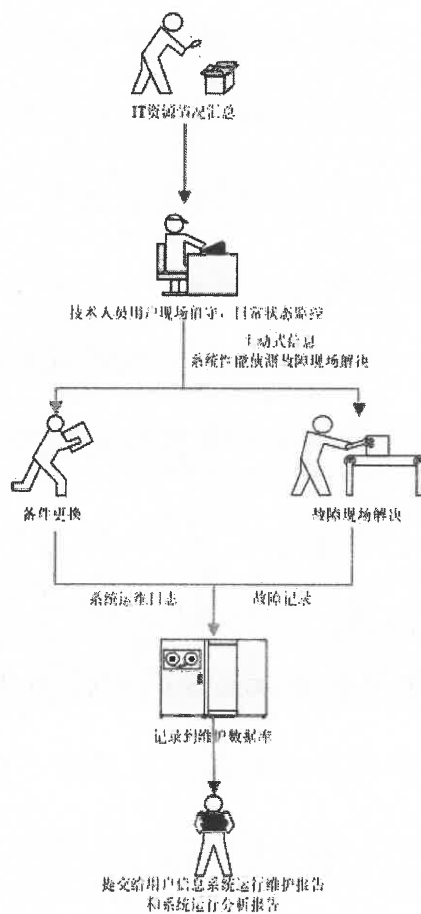 IT资源情况汇总
技术人员用户现场留守,日常状态监控
主动式信息
系统性能侦测故障现场解决
备件更换
故障现场解决
系统运维日志
故障记录
记录到维护数据库
提交给用户信息系统运行维护报告
和系统运行分析报告